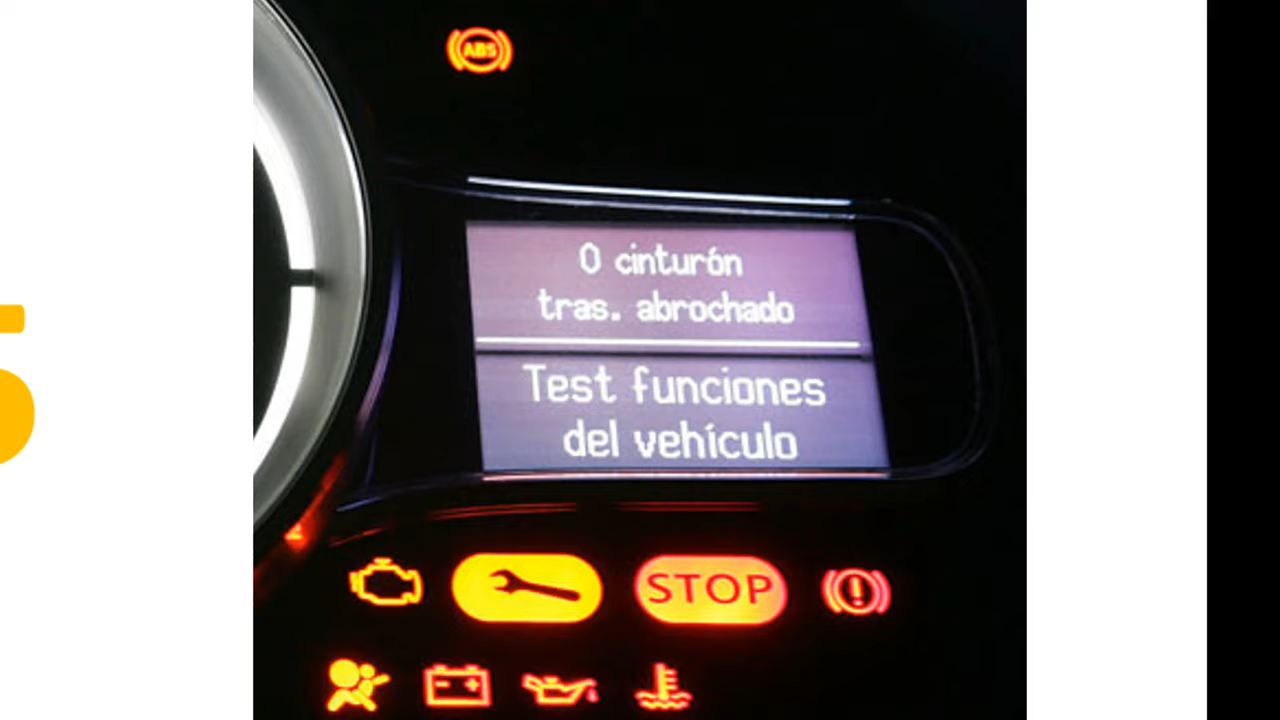 ABS
0 cinturón
tras. abrochado
Test funciones
del vehículo
STOP